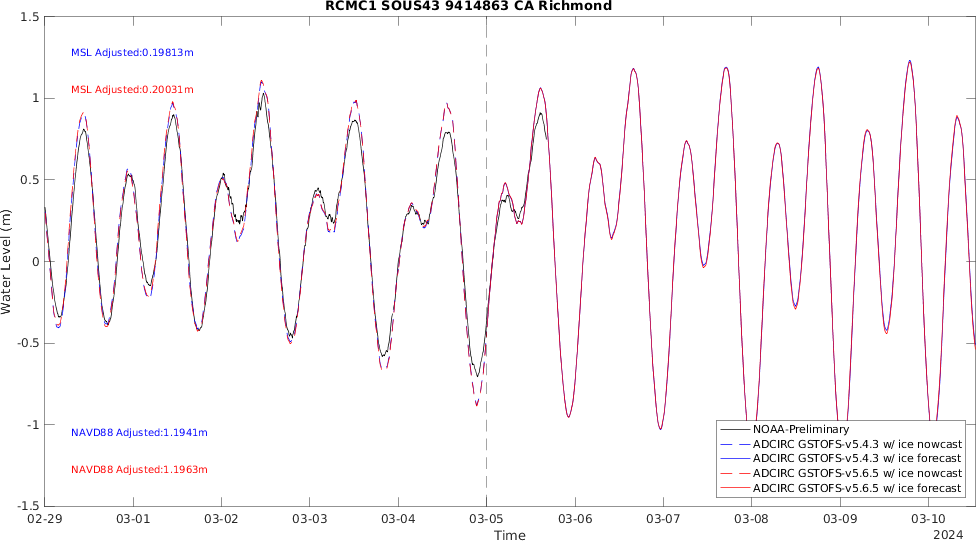 RCMC1 SOUS43 9414863 CA Richmond
1.5
MSL Adjusted:0.19813m
MSL Adjusted:0.20031m
1
0.5
0
-0.5
-1
-1.5
Water Level (m)
NAVD88 Adjusted:1.1941m
NAVD88 Adjusted:1.1963m
NOAA-Preliminary
ADCIRC GSTOFS-v5.4.3 w/ ice nowcast
ADCIRC GSTOFS-v5.4.3 w/ ice forecast
ADCIRC GSTOFS-v5.6.5 w/ ice nowcast
ADCIRC GSTOFS-v5.6.5 w/ ice forecast
02-29 03-01 03-02 03-03 03-04 03-05 03-06 03-07 03-08 03-09 03-10
Time
2024